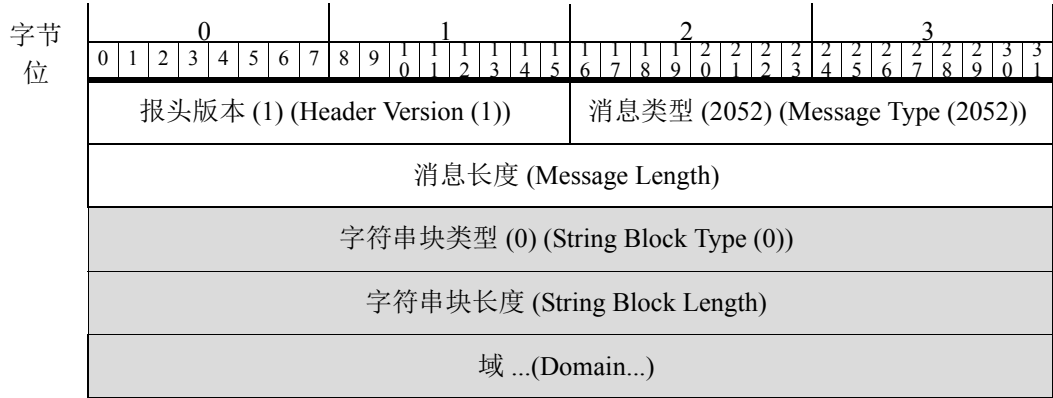 字节 0 1 2 3
位 0 1 2 3 4 5 6 7 8 9 10 11 12 13 14 15 16 17 18 19 20 21 22 23 24 25 26 27 28 29 30 31
报头版本 (1) (Header Version (1)) 消息类型 (2052) (Message Type (2052))
消息长度 (Message Length)
字符串块类型 (0) (String Block Type (0))
字符串块长度 (String Block Length)
域 ...(Domain...)